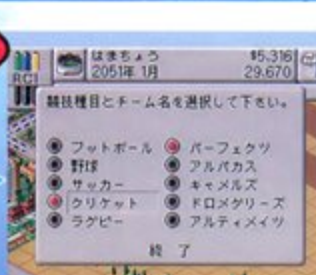 はまちょう $5,316
2051年 1月 29,670
RCI
競技種目とチーム名を選択して下さい。
フットボール パーフェクツ
野球 アルパカス
サッカー キャメルズ
クリケット ドロメダリーズ
ラグビー アルティメイツ
終 了